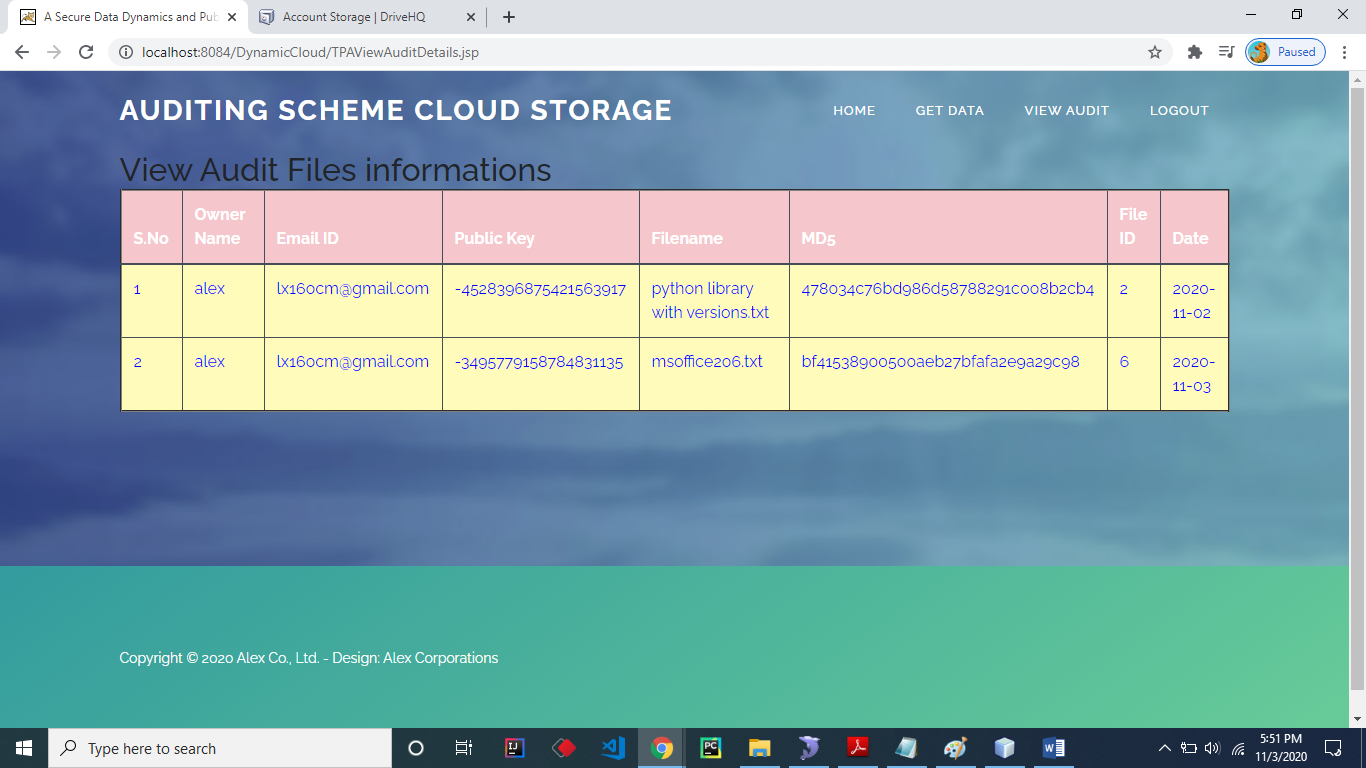 A Secure Data Dynamics and Pub
Account Storage | DriveHQ
localhost:8084/DynamicCloud/TPAViewAuditDetails.jsp
Paused
AUDITING SCHEME CLOUD STORAGE
HOME GET DATA VIEW AUDIT LOGOUT
View Audit Files informations
S.No Owner Name Email ID Public Key Filename MD5 File ID Date
1 alex lx160cm@gmail.com -4528396875421563917 python library with versions.txt 478034c76bd986d58788291c008b2cb4 2 2020-11-02
2 alex lx160cm@gmail.com -3495779158784831135 msoffice206.txt bf41538900500aeb27bfafa2e9a29c98 6 2020-11-03
Copyright © 2020 Alex Co., Ltd. - Design: Alex Corporations
Type here to search
5:51 PM
11/3/2020